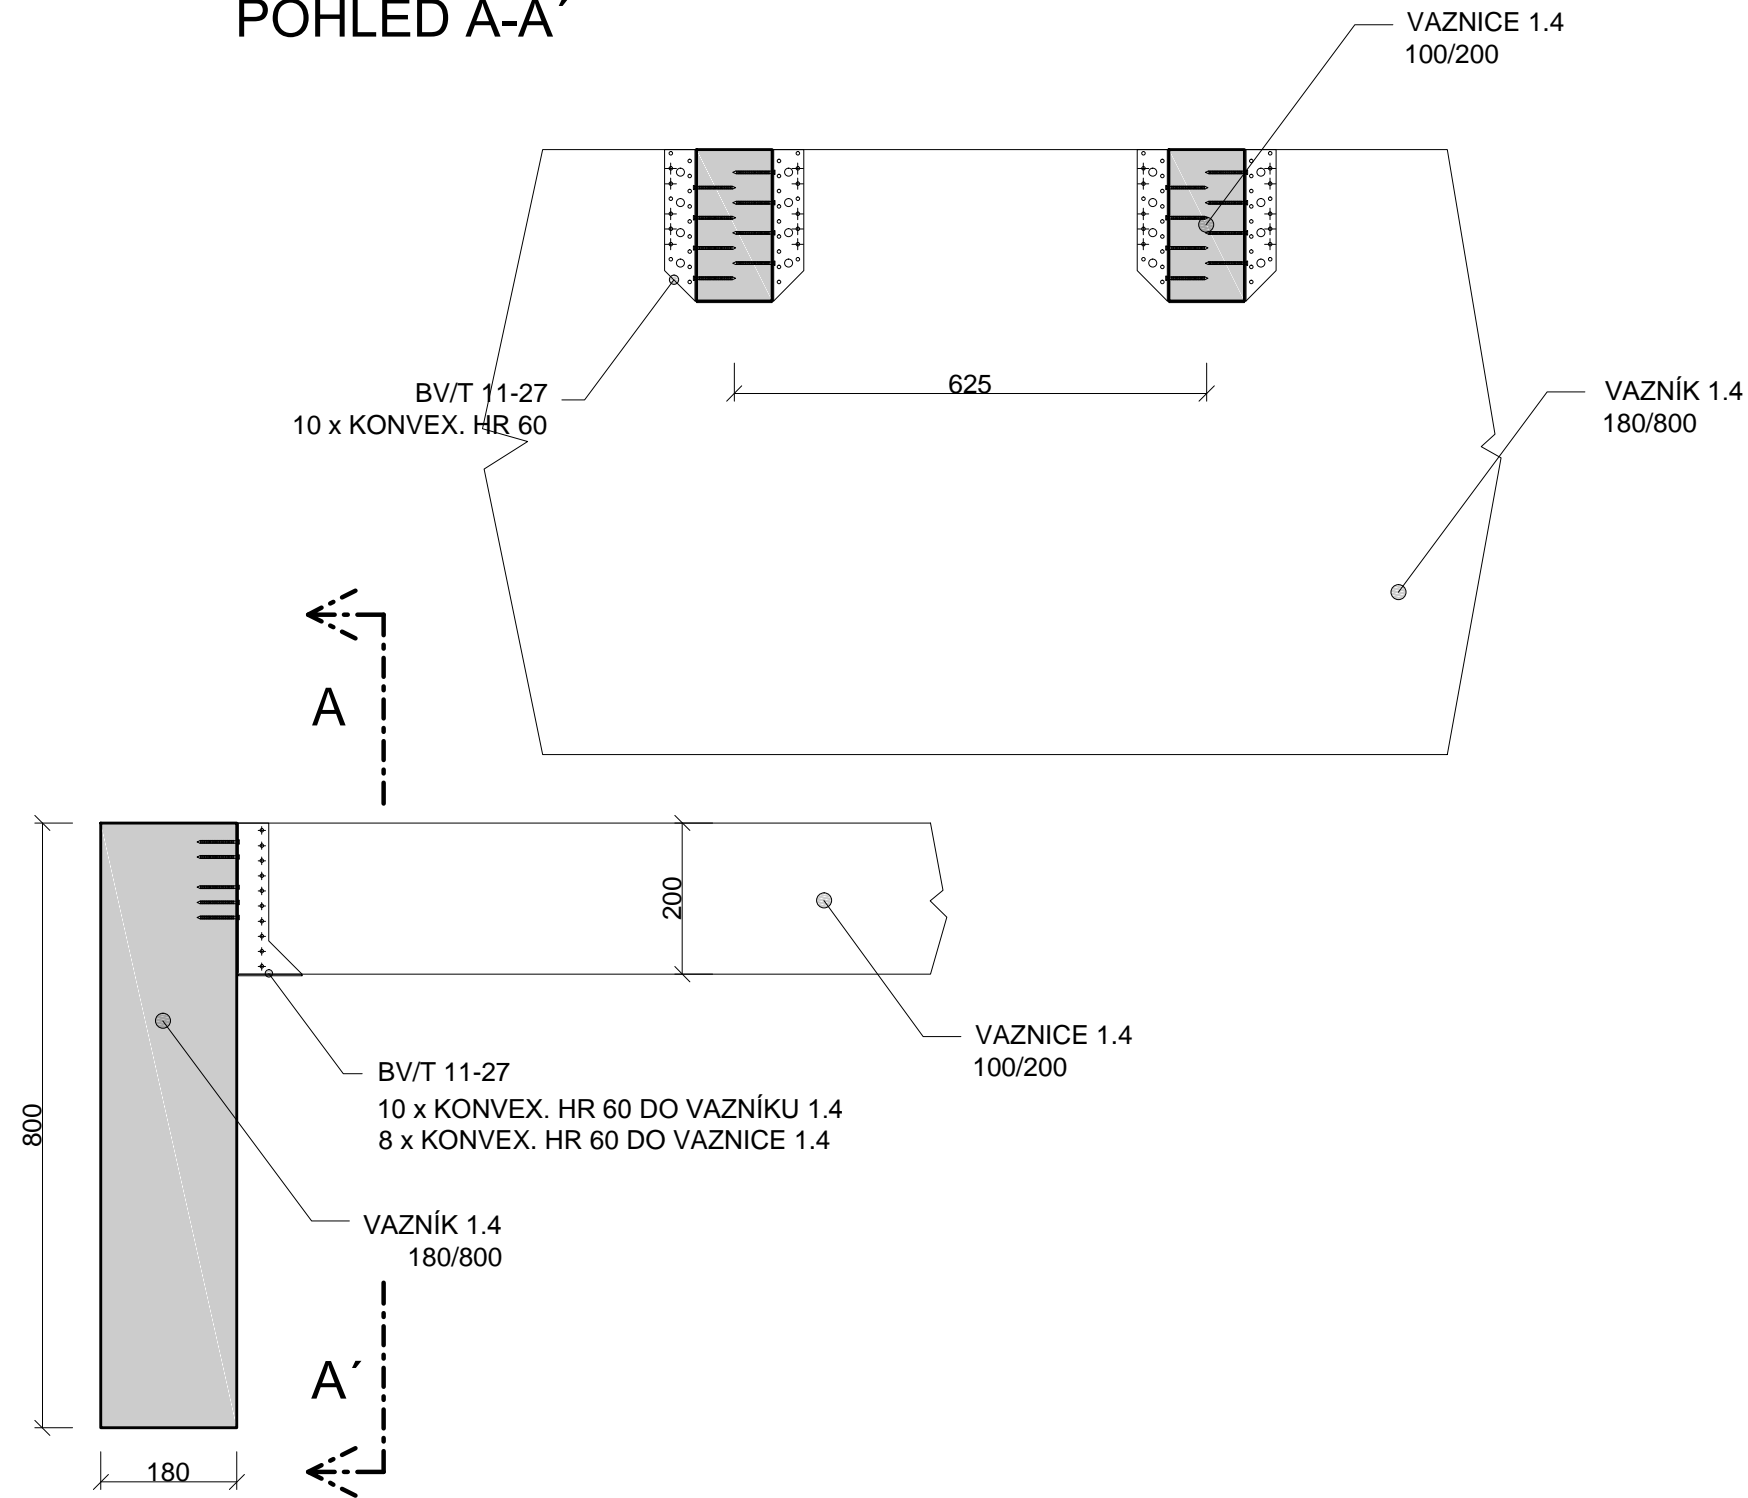 POHLED A-A´
VAZNICE 1.4
100/200
BV/T 11-27
10 x KONVEX. HR 60
625
VAZNÍK 1.4
180/800
A
200
800
VAZNICE 1.4
100/200
BV/T 11-27
10 x KONVEX. HR 60 DO VAZNÍKU 1.4
8 x KONVEX. HR 60 DO VAZNICE 1.4
VAZNÍK 1.4
180/800
A´
180